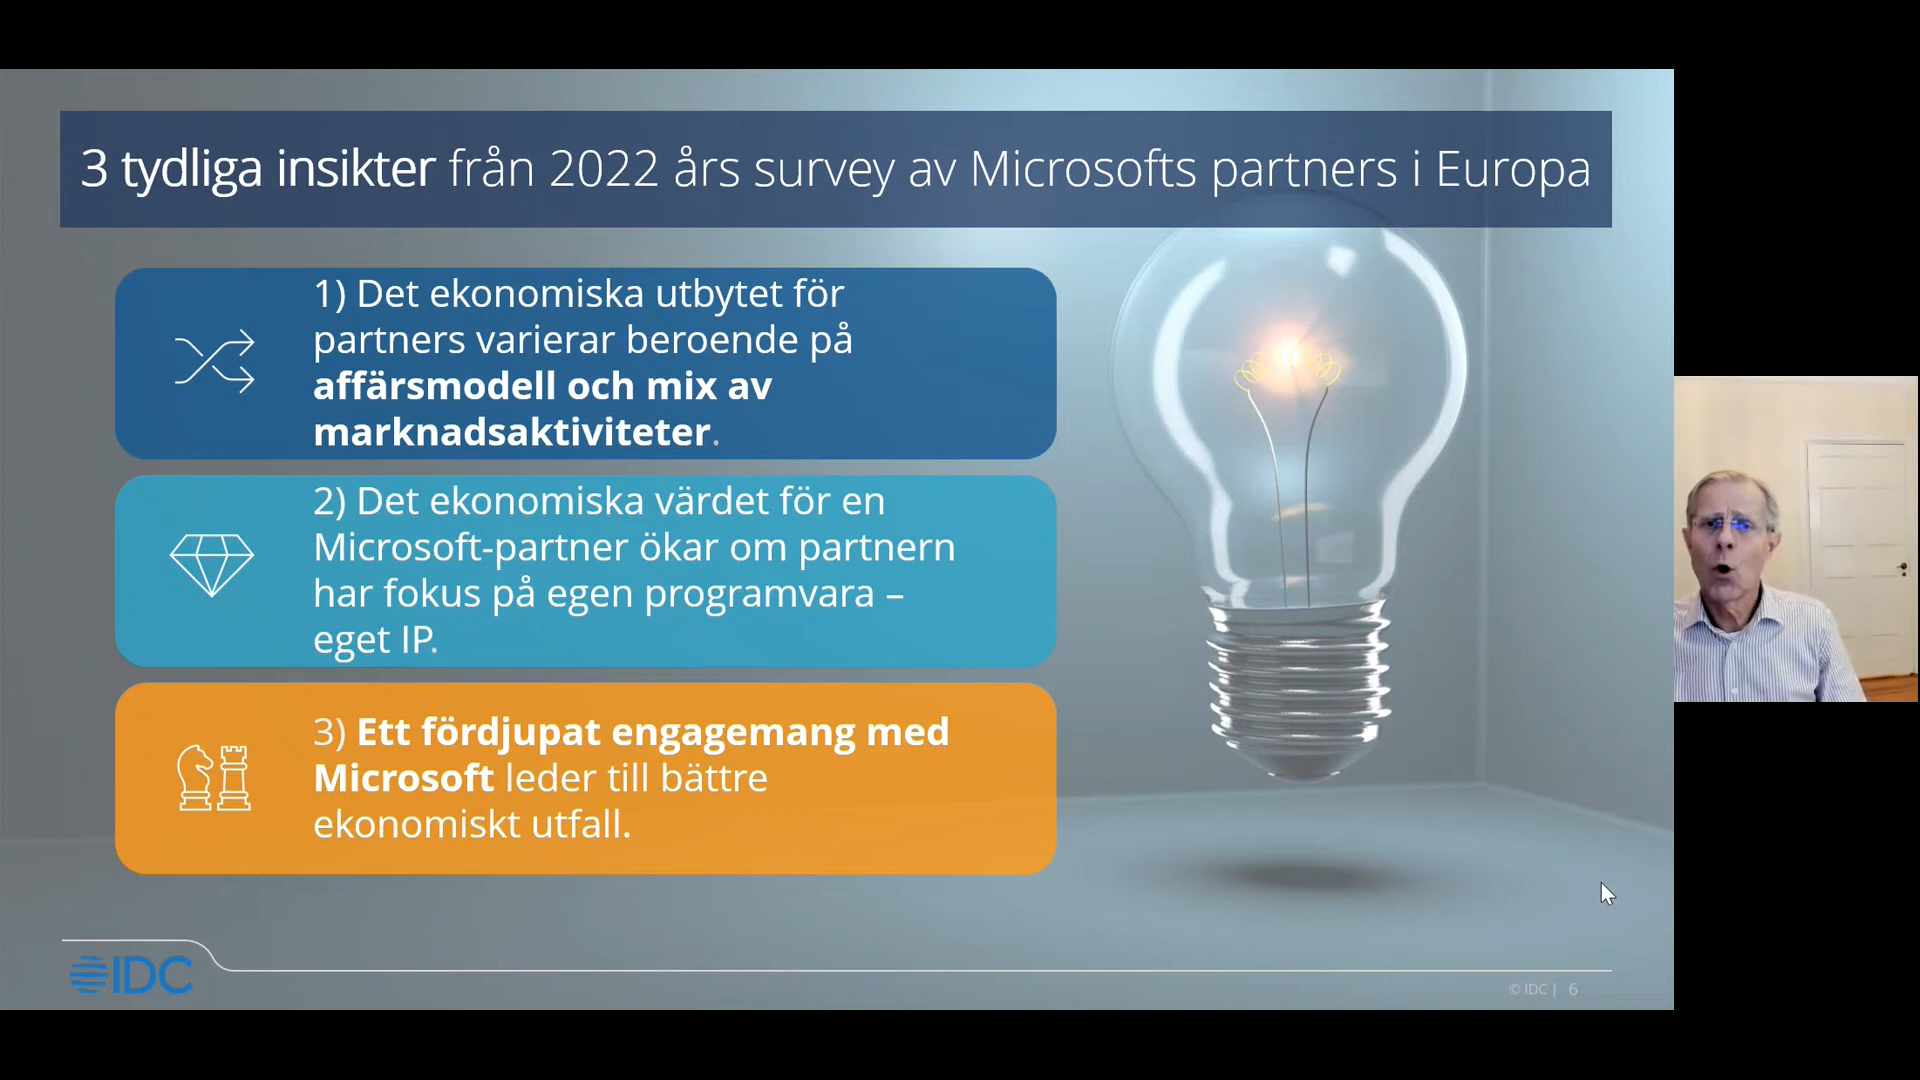 3 tydliga insikter från 2022 års survey av Microsofts partners i Europa
1) Det ekonomiska utbytet för
partners varierar beroende på
affärsmodell och mix av
marknadsaktiviteter.
2) Det ekonomiska värdet för en
Microsoft-partner ökar om partnern
har fokus på egen programvara –
eget IP.
3) Ett fördjupat engagemang med
Microsoft leder till bättre
ekonomiskt utfall.
IDC
© IDC | 6